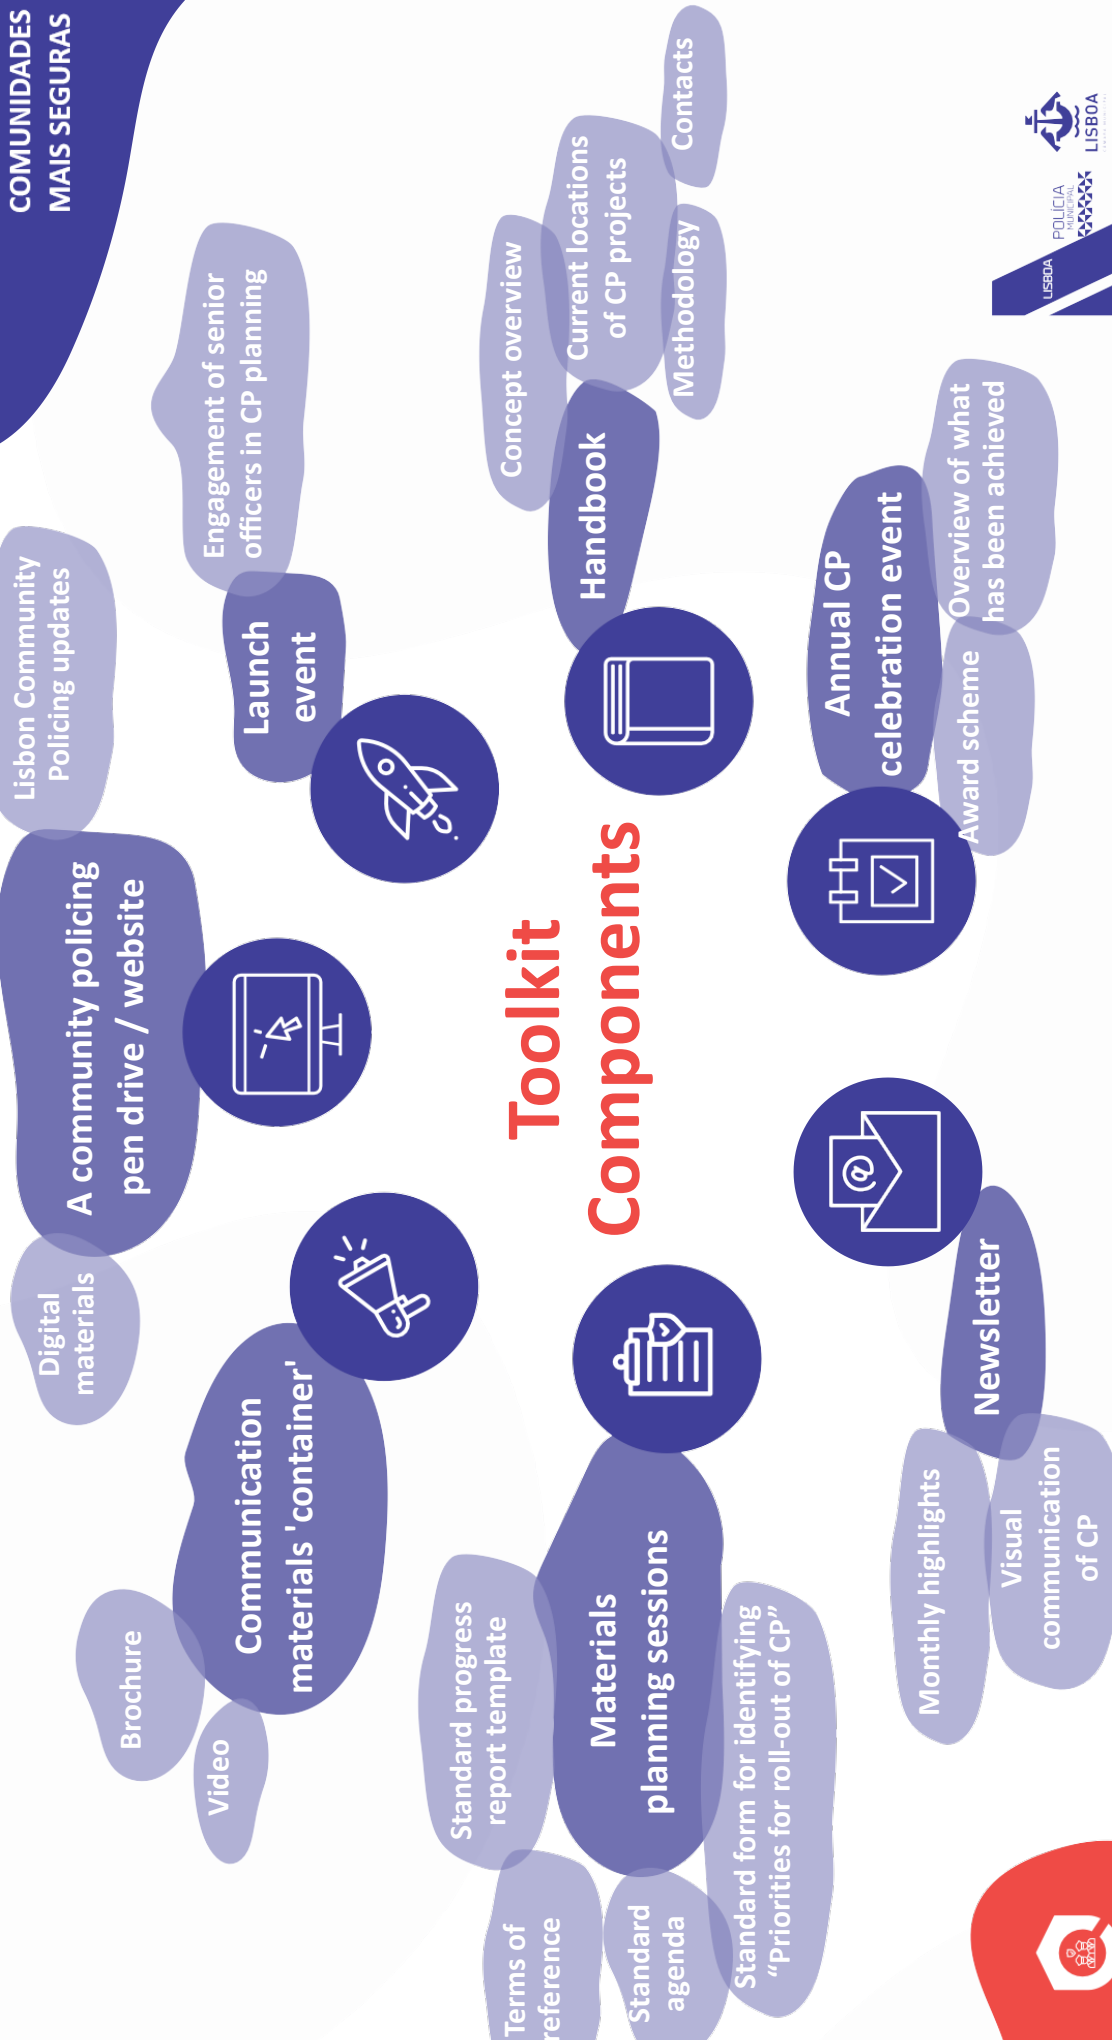 COMUNIDADES
MAIS SEGURAS
Toolkit
Components
Lisbon Community
Policing updates
A community policing
pen drive / website
Digital
materials
Engagement of senior
officers in CP planning
Launch
event
Communication
materials 'container'
Brochure
Video
Concept overview
Current locations
of CP projects
Contacts
Methodology
Handbook
Standard progress
report template
Materials
planning sessions
Terms of
reference
Standard
agenda
Standard form for identifying
“Priorities for roll-out of CP”
Annual CP
celebration event
Overview of what
has been achieved
Award scheme
@
Newsletter
Monthly highlights
Visual
communication
of CP
LISBOA
POLÍCIA
MUNICIPAL
LISBOA